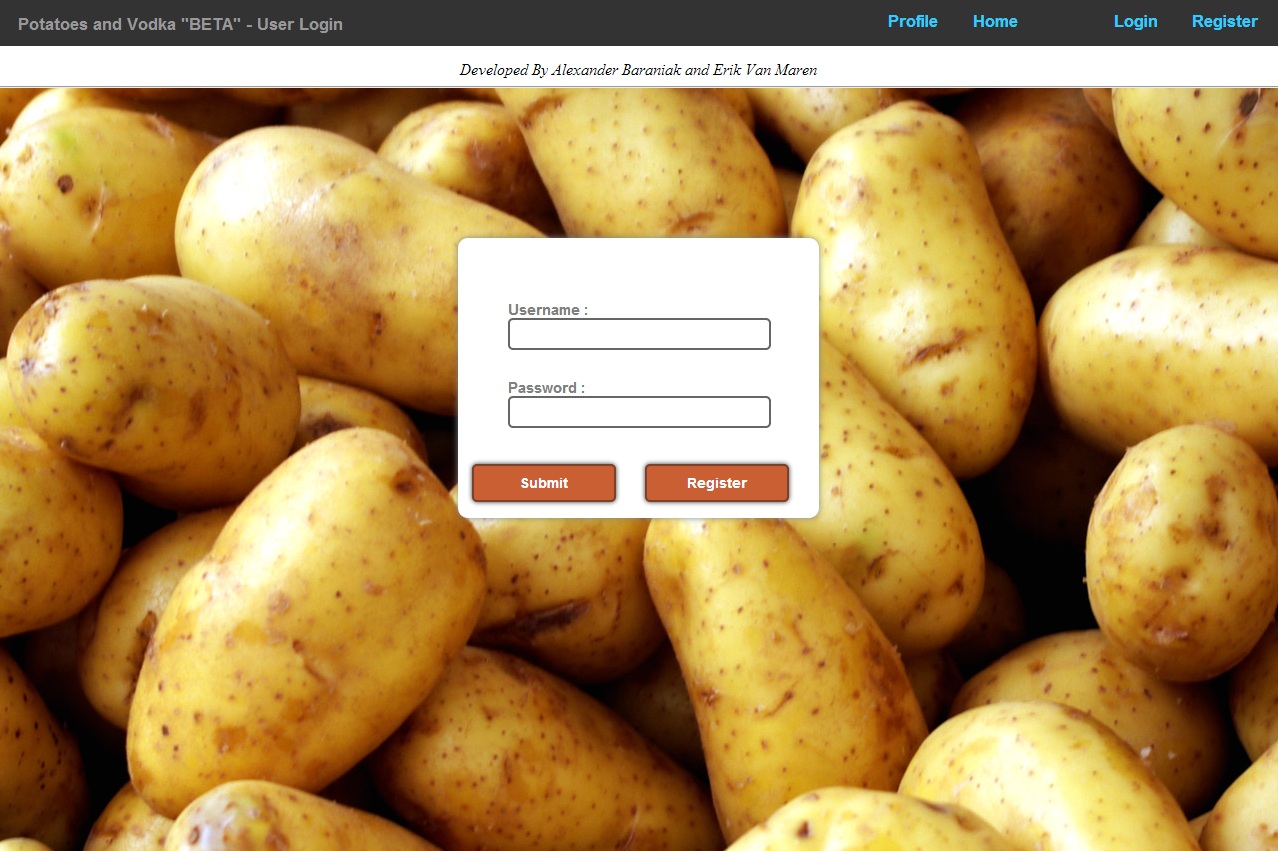 Potatoes and Vodka "BETA" - User Login
Profile Home Login Register
Developed By Alexander Baraniak and Erik Van Maren
Username :
Password :
Submit Register